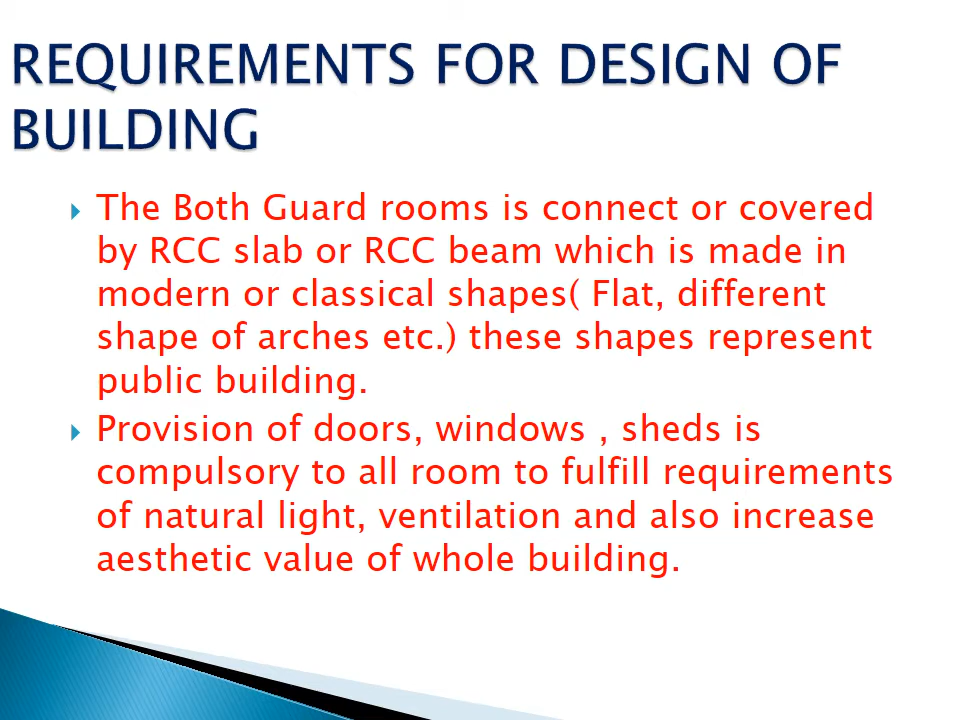 REQUIREMENTS FOR DESIGN OF
BUILDING
The Both Guard rooms is connect or covered
by RCC slab or RCC beam which is made in
modern or classical shapes( Flat, different
shape of arches etc.) these shapes represent
public building.
Provision of doors, windows , sheds is
compulsory to all room to fulfill requirements
of natural light, ventilation and also increase
aesthetic value of whole building.